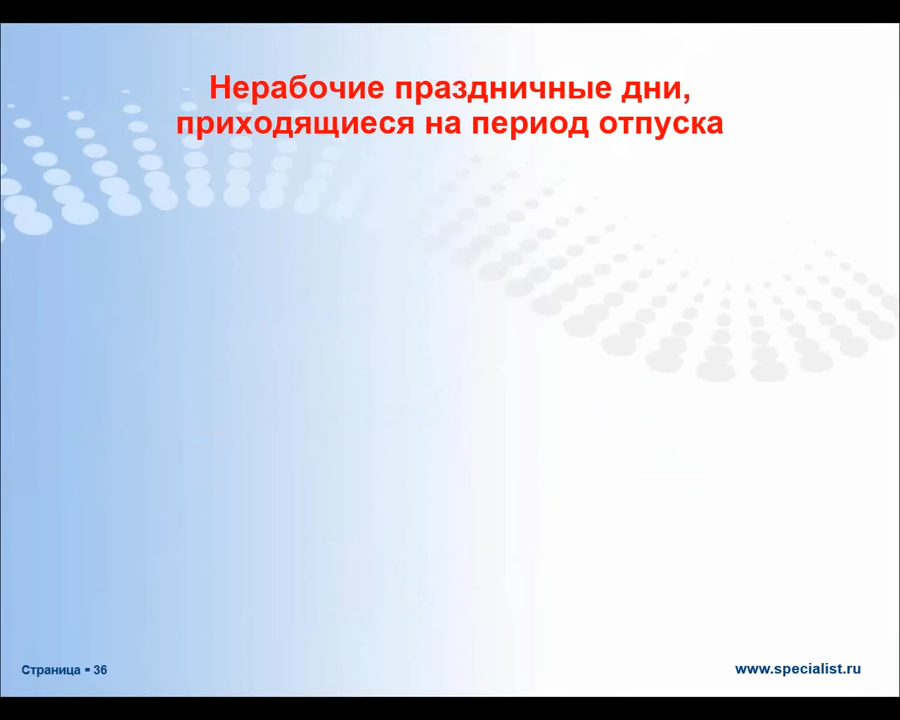 Нерабочие праздничные дни,
приходящиеся на период отпуска
Страница ▪ 36
www.specialist.ru